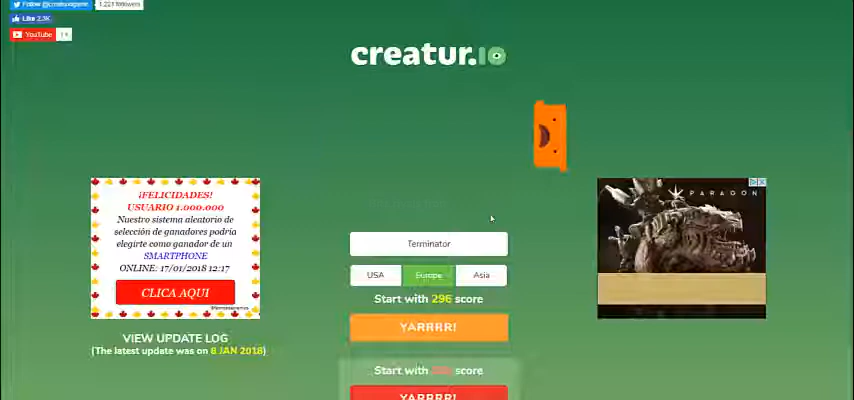 Follow @creaturiogame
1,221 followers
Like 2.3K
YouTube
1K
creatur.io
¡FELICIDADES!
USUARIO 1.000.000
Nuestro sistema aleatorio de
selección de ganadores podría
elegirte como ganador de un
SMARTPHONE
ONLINE: 17/01/2018 12:17
CLICA AQUI
PARAGON
Terminator
USA Europe Asia
Start with 296 score
YARRRR!
VIEW UPDATE LOG
(The latest update was on 8 JAN 2018)
Start with score
YARRRR!